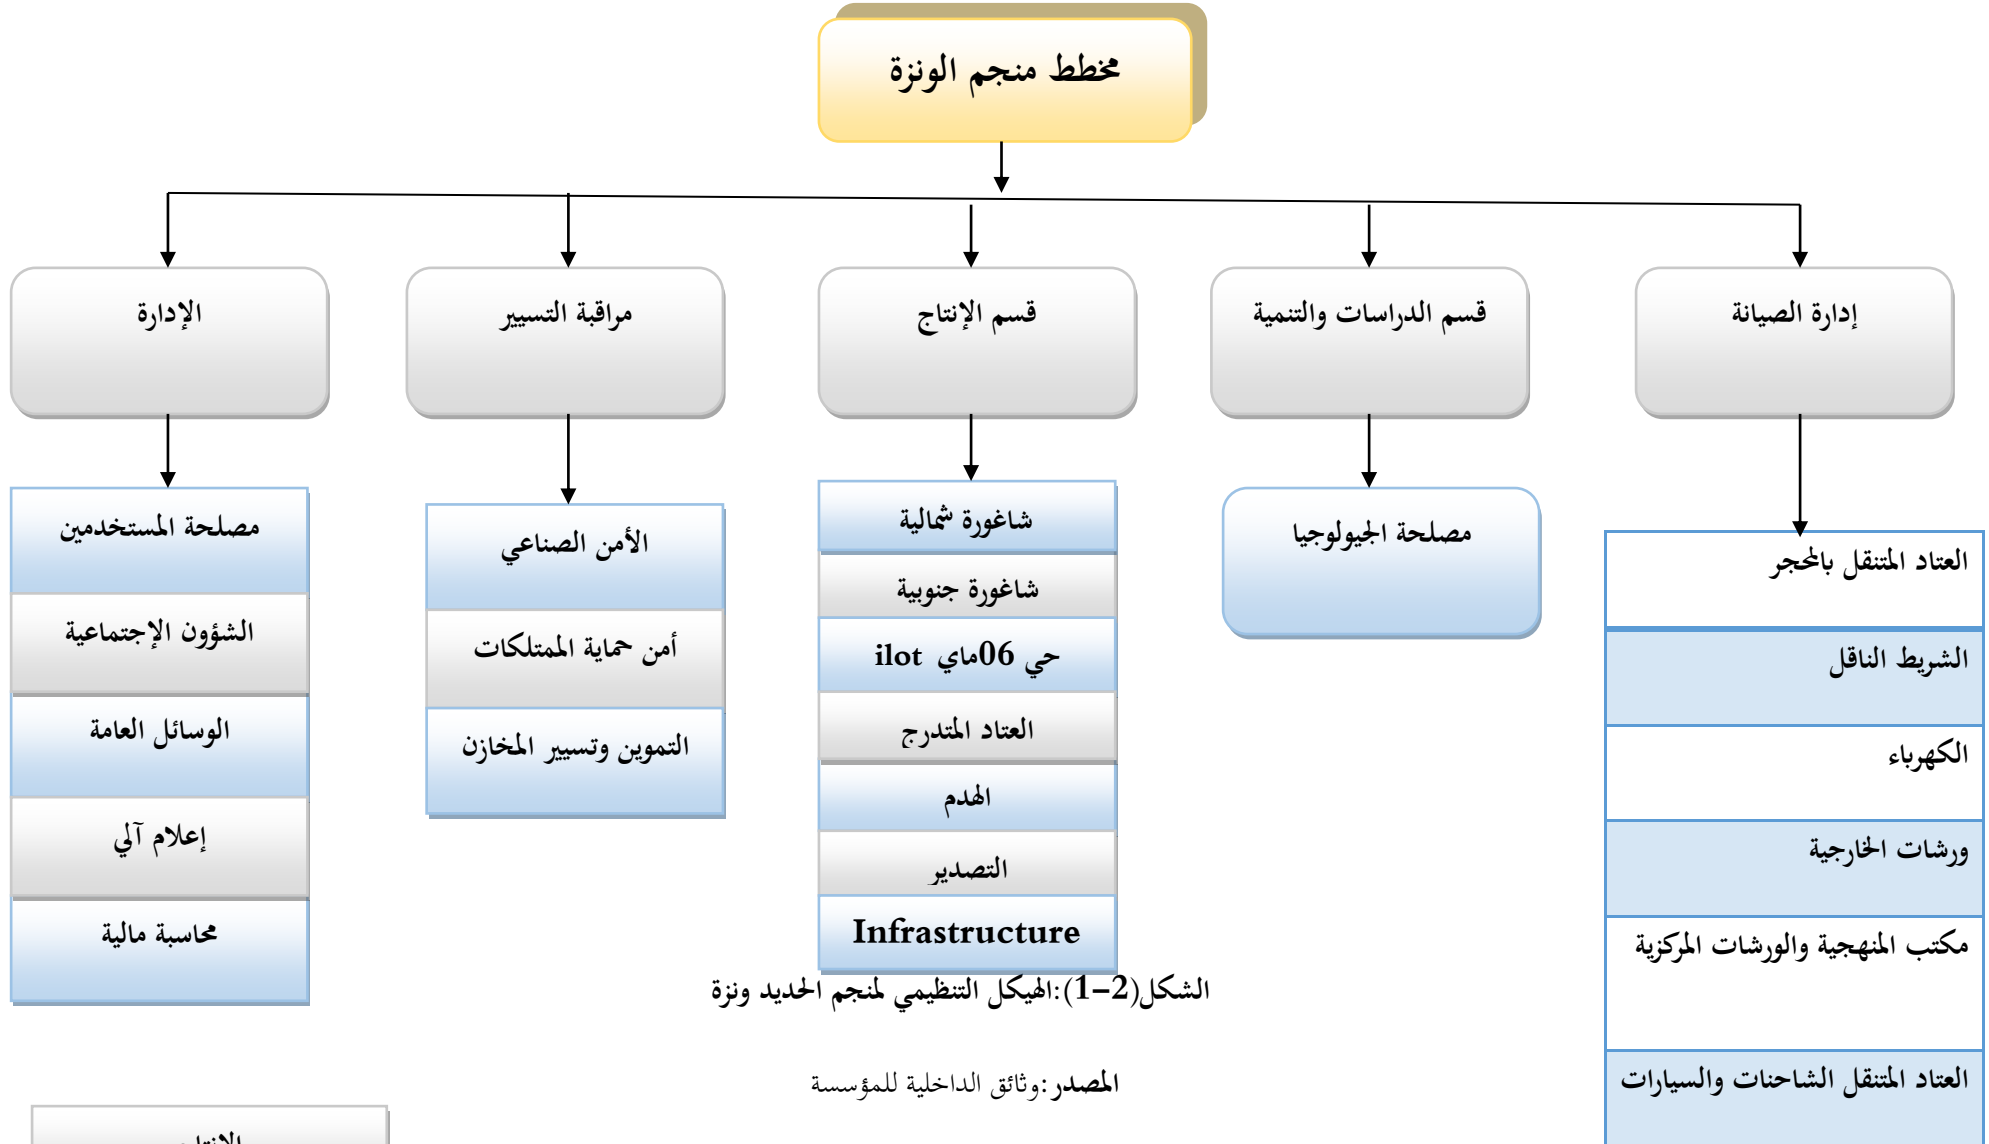 مخطط منجم الونزة
إدارة الصيانة
قسم الدراسات والتنمية
قسم الإنتاج
مراقبة التسيير
الإدارة
العتاد المتنقل بالمحجر
الشريط الناقل
الكهرباء
ورشات الخارجية
مكتب المنهجية والورشات المركزية
العتاد المتنقل الشاحنات والسيارات
مصلحة الجيولوجيا
شاغورة شمالية
شاغورة جنوبية
حي 06ماي ilot
العتاد المتدرج
الهدم
التصدير
Infrastructure
الأمن الصناعي
أمن حماية الممتلكات
التموين وتسيير المخازن
مصلحة المستخدمين
الشؤون الإجتماعية
الوسائل العامة
إعلام آلي
محاسبة مالية
الشكل(2-1):الهيكل التنظيمي لمنجم الحديد ونزة
المصدر:وثائق الداخلية للمؤسسة